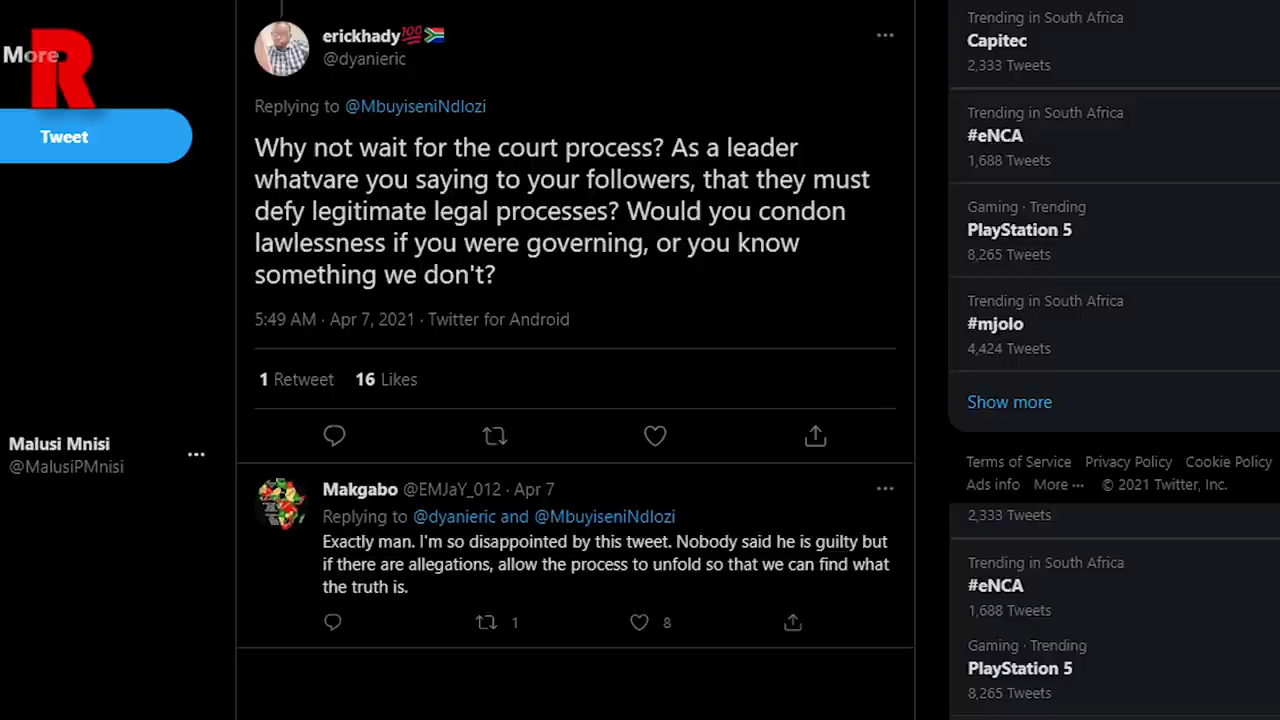 More
R
Tweet
Malusi Mnisi
@MalusiPMnisi
erickhady💯🇿🇦
@dyanieric
Replying to @MbuyiseniNdlozi
Why not wait for the court process? As a leader
whatvare you saying to your followers, that they must
defy legitimate legal processes? Would you condon
lawlessness if you were governing, or you know
something we don't?
5:49 AM · Apr 7, 2021 · Twitter for Android
1 Retweet 16 Likes
Makgabo @EMJaY_012 · Apr 7
Replying to @dyanieric and @MbuyiseniNdlozi
Exactly man. I'm so disappointed by this tweet. Nobody said he is guilty but
if there are allegations, allow the process to unfold so that we can find what
the truth is.
1 8
Trending in South Africa
Capitec
2,333 Tweets
Trending in South Africa
#eNCA
1,688 Tweets
Gaming · Trending
PlayStation 5
8,265 Tweets
Trending in South Africa
#mjolo
4,424 Tweets
Show more
Terms of Service Privacy Policy Cookie Policy
Ads info More ··· © 2021 Twitter, Inc.
2,333 Tweets
Trending in South Africa
#eNCA
1,688 Tweets
Gaming · Trending
PlayStation 5
8,265 Tweets